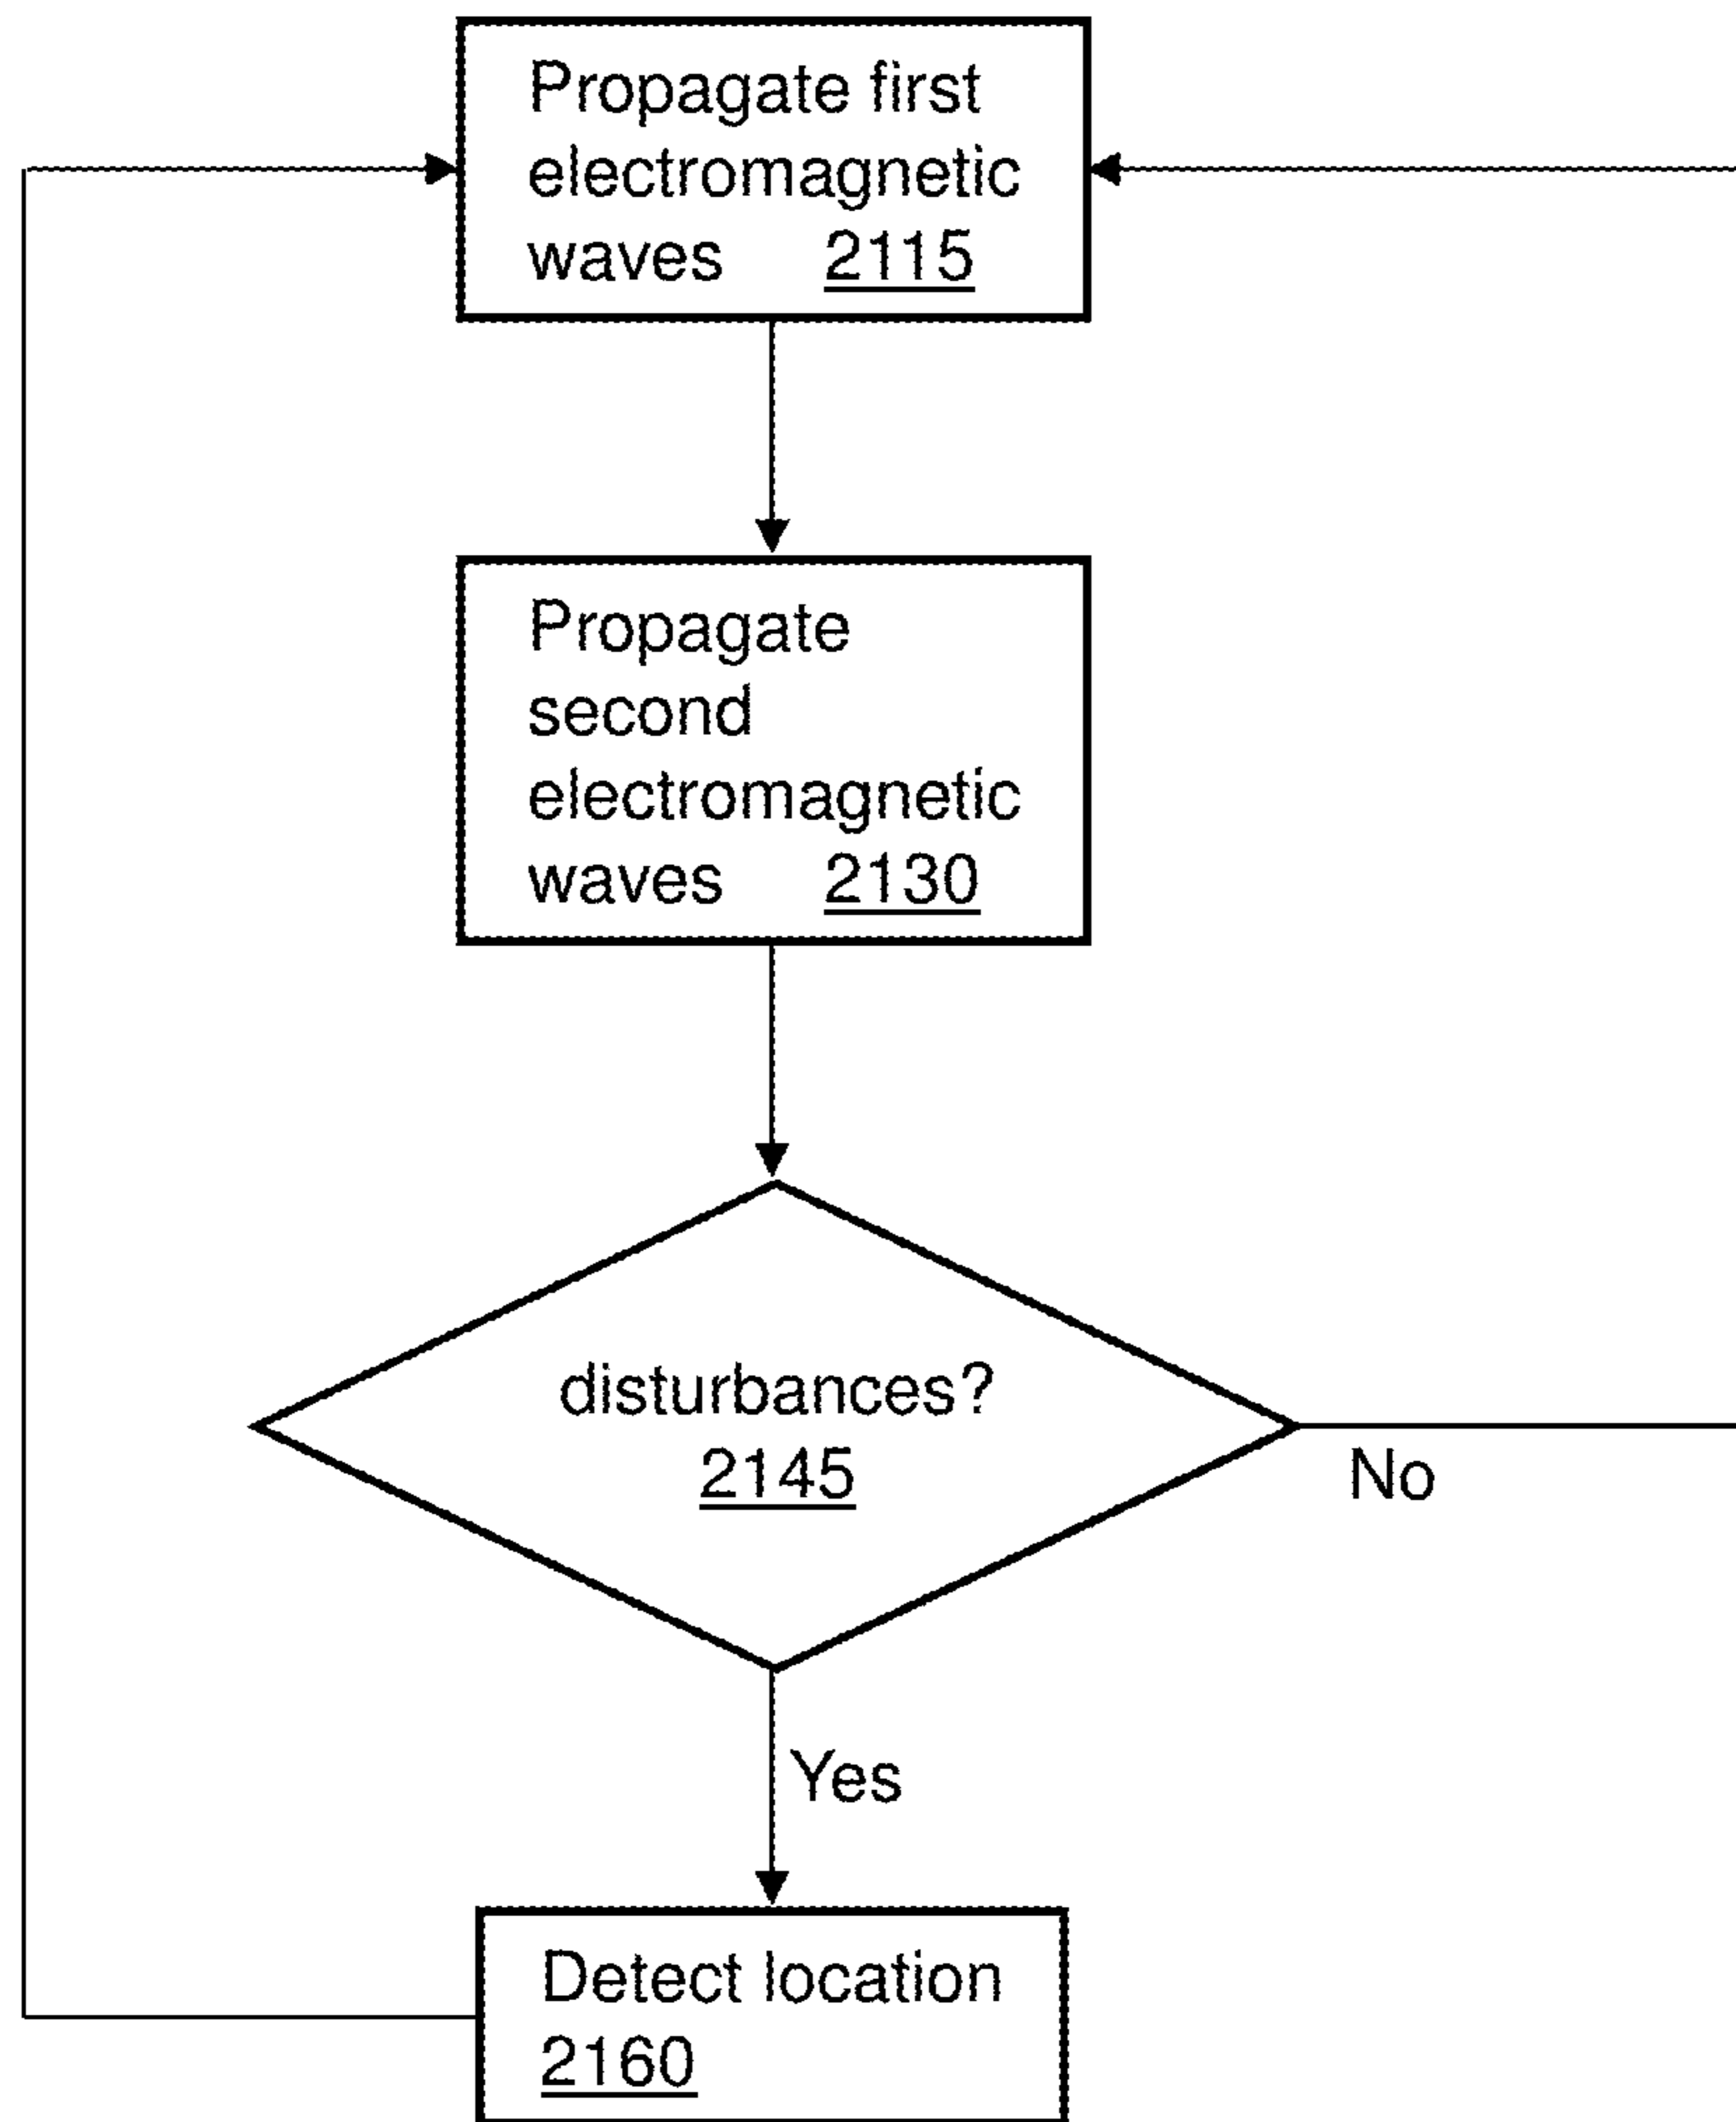 Propagate first
electromagnetic
waves 2115
Propagate
second
electromagnetic
waves 2130
disturbances?
2145
No
Yes
Detect location
2160